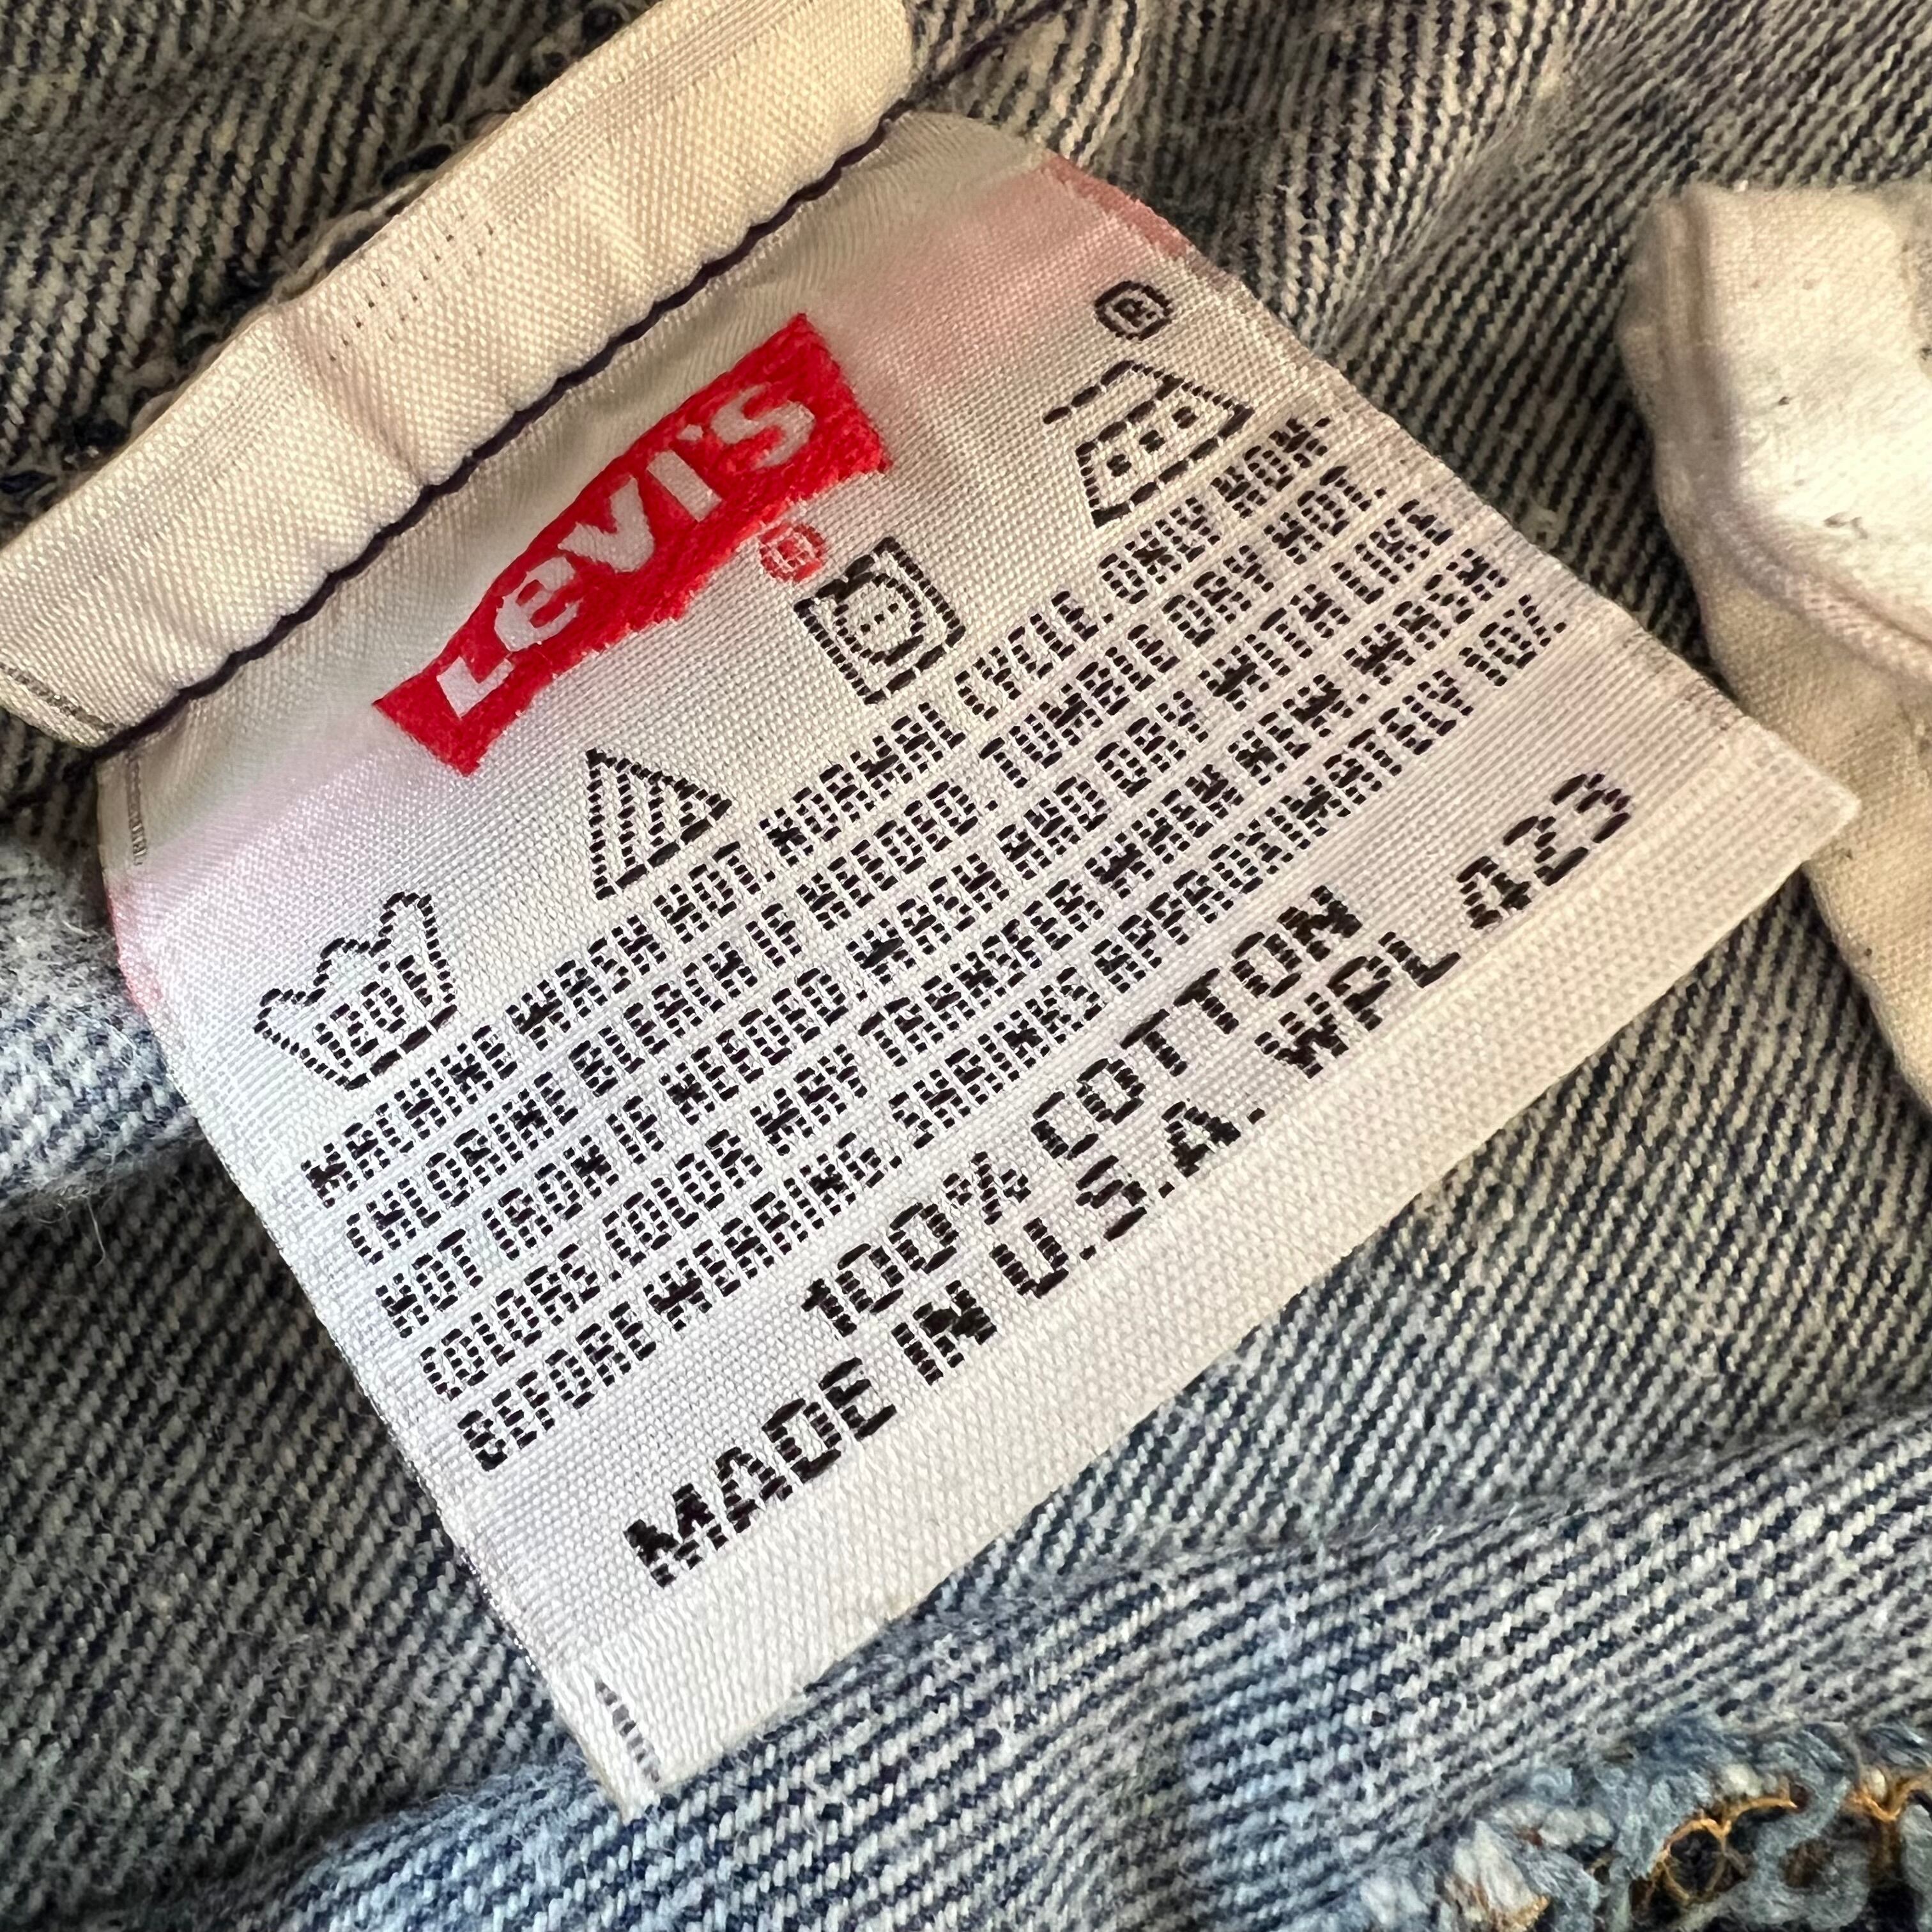 Levi's
®
®
120
MACHINE WASH HOT NORMAL CYCLE. ONLY NON-
CHLORINE BLEACH IF NEEDED. TUMBLE DRY HOT.
HOT IRON IF NEEDED. WASH AND DRY WITH LIKE
COLORS. COLOR MAY TRANSFER WHEN NEW. WASH
BEFORE WEARING. SHRINKS APPROXIMATELY 10%.
100% COTTON
MADE IN U.S.A. WPL 423